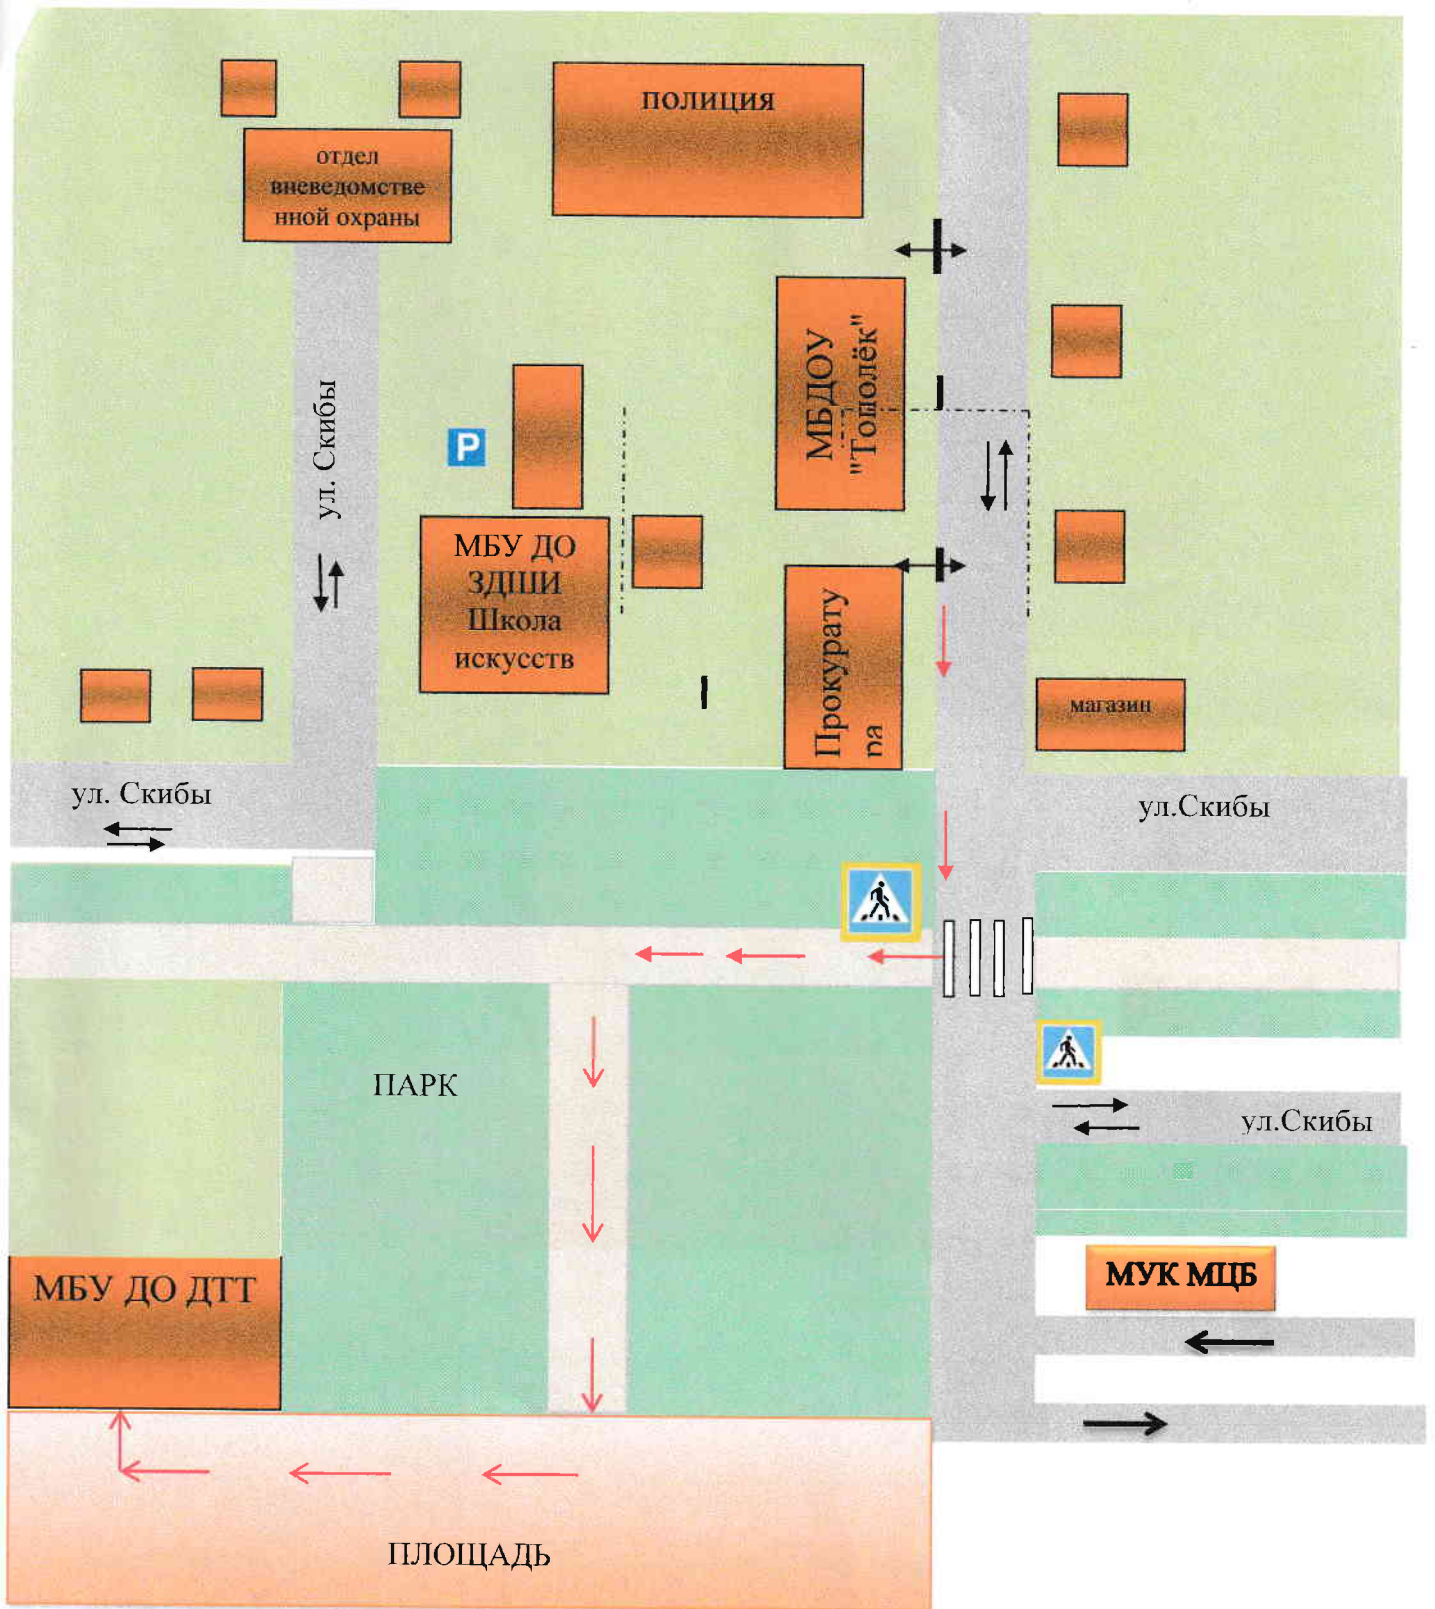 ПОЛИЦИЯ
отдел
вневедомстве
нной охраны
МБДОУ
"Тополёк"
ул. Скибы
P
МБУ ДО
ЗДШИ
Школа
искусств
Прокурату
ра
магазин
ул. Скибы
ул.Скибы
ПАРК
ул.Скибы
МУК МЦБ
МБУ ДО ДТТ
ПЛОЩАДЬ